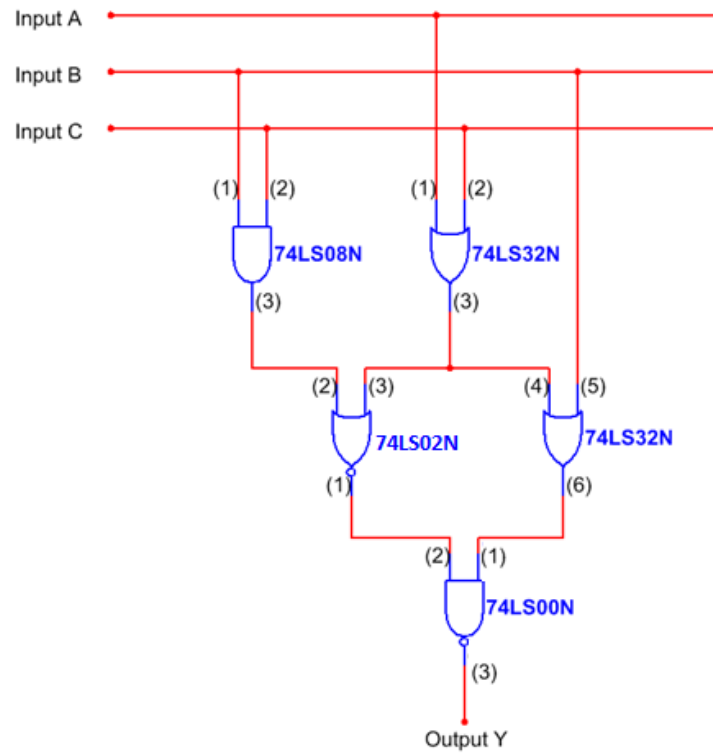 Input A
Input B
Input C
(1) (2) (1) (2)
74LS08N 74LS32N
(3) (3)
(2) (3) (4) (5)
74LS02N 74LS32N
(1) (6)
(2) (1)
74LS00N
(3)
Output Y